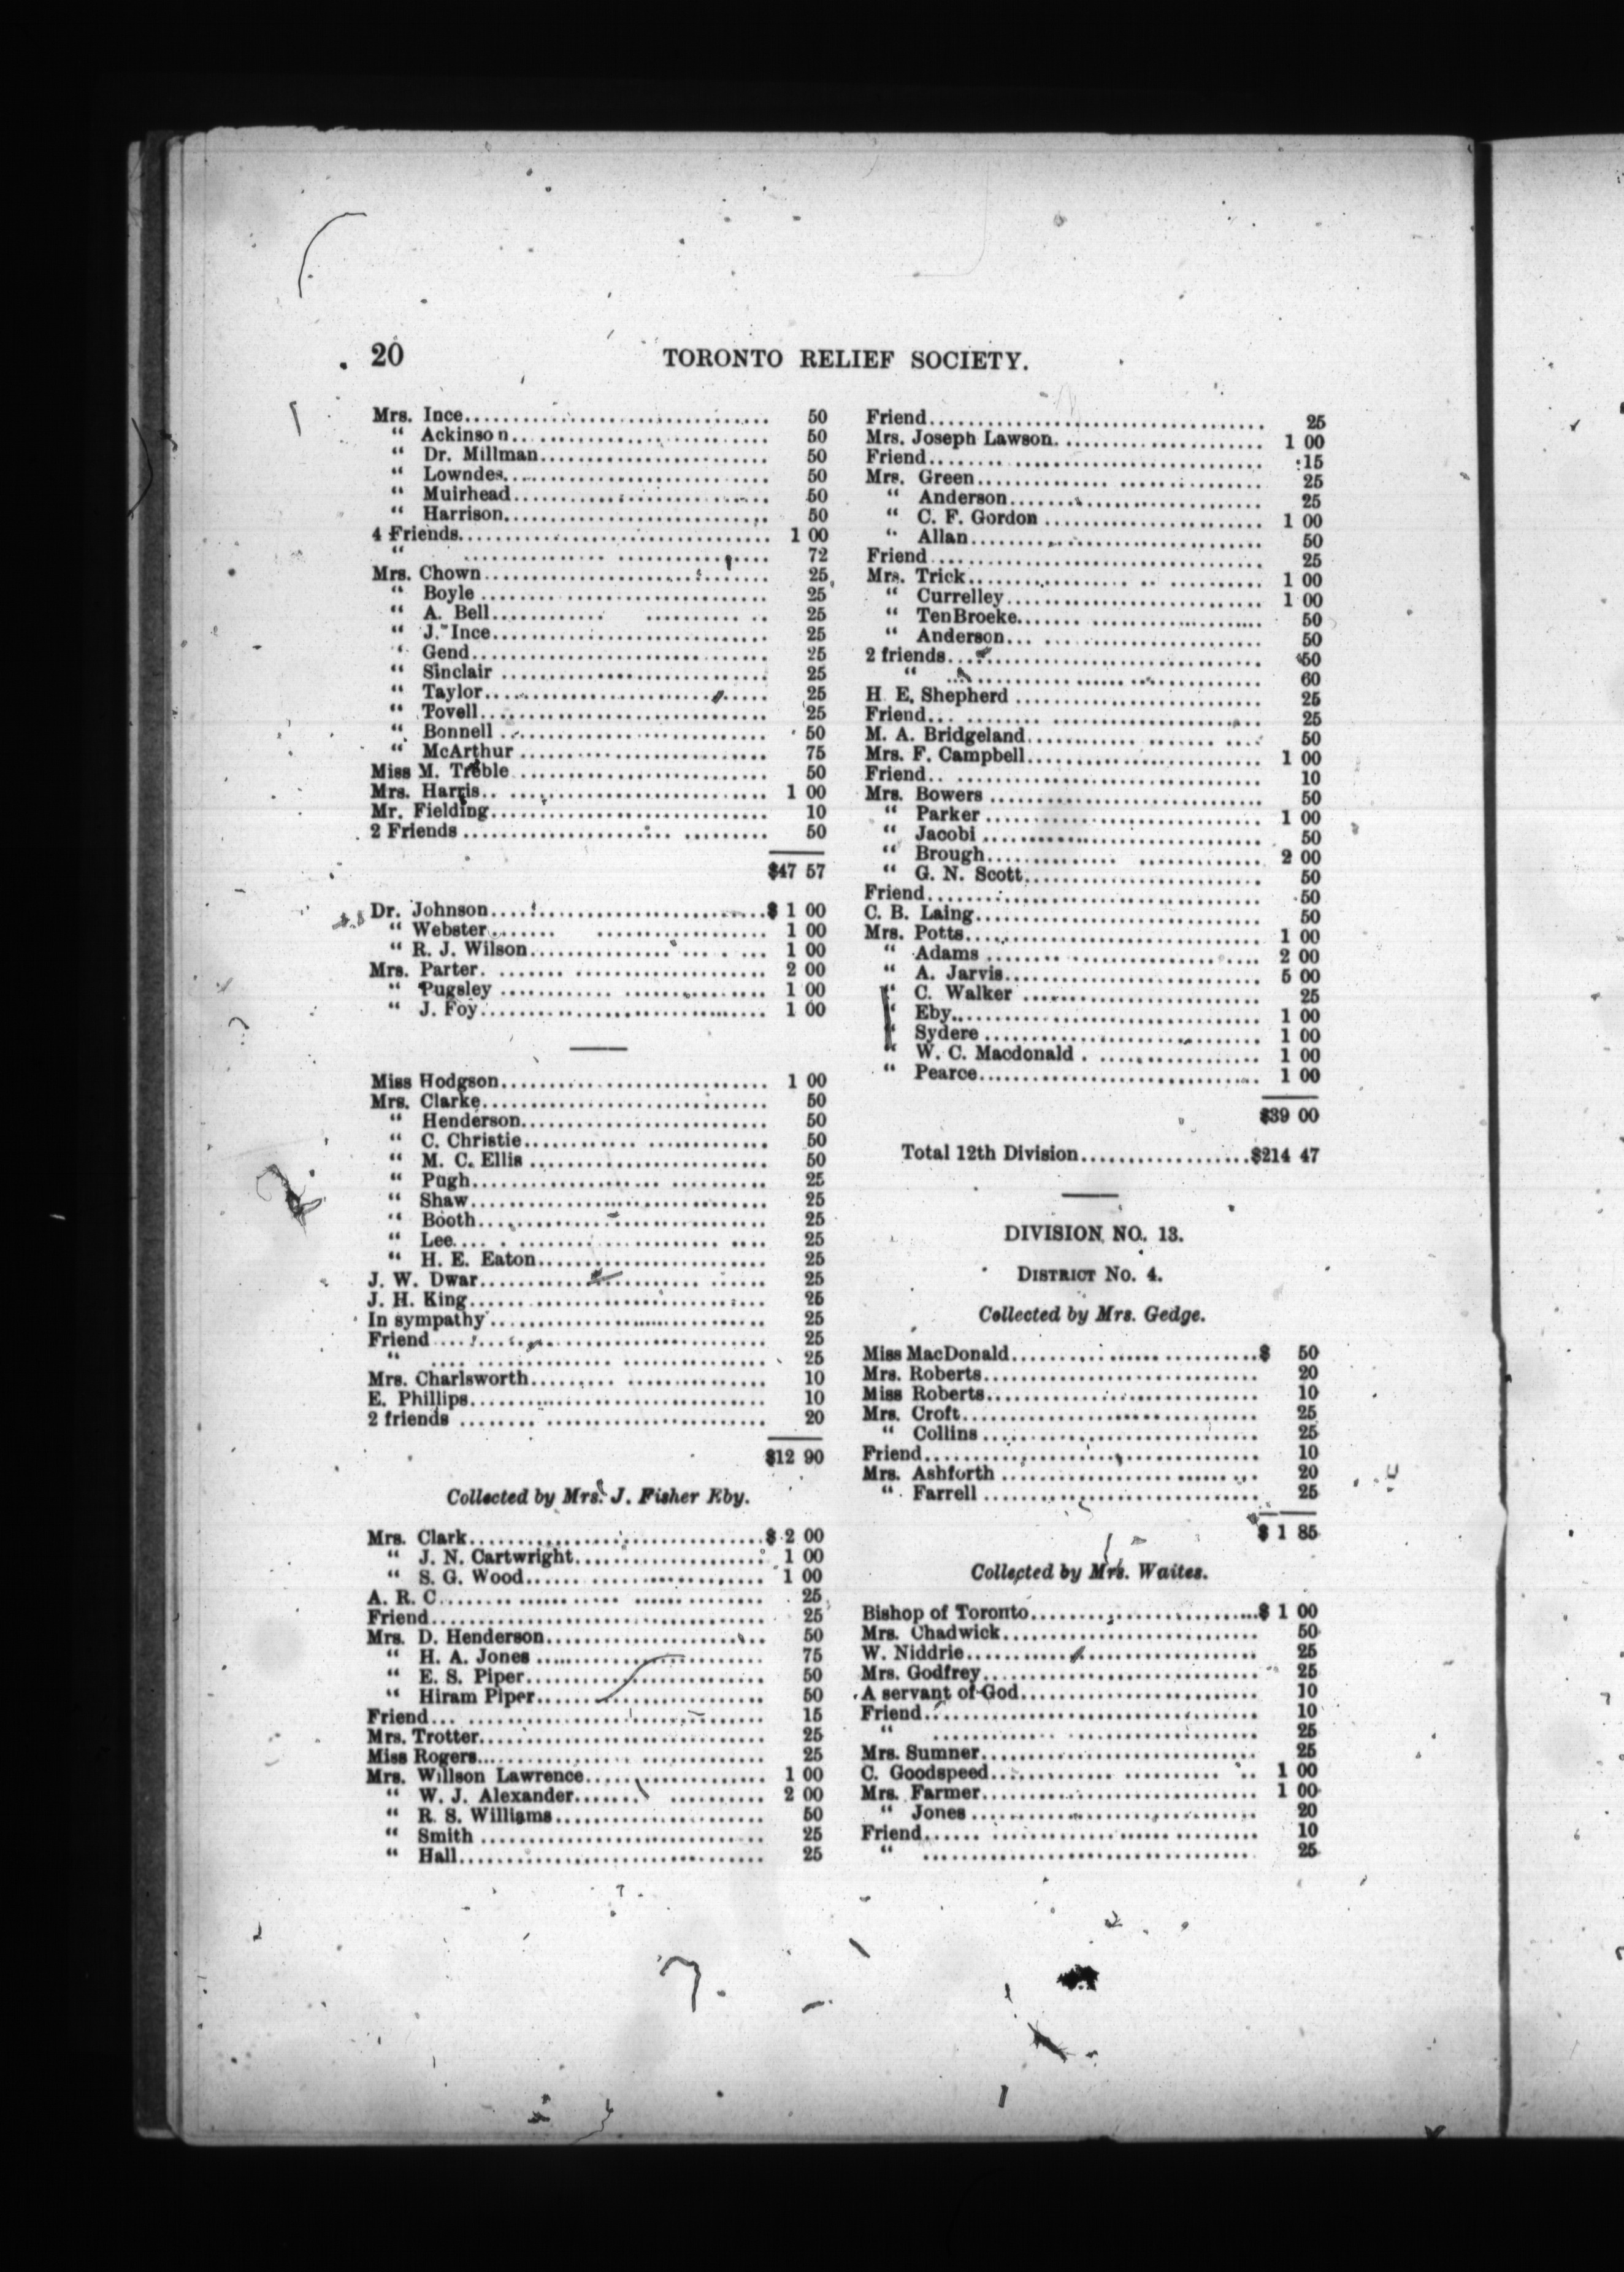 20 TORONTO RELIEF SOCIETY.
Mrs. Ince 50
" Ackinson 50
" Dr. Millman 50
" Lowndes 50
" Muirhead 50
" Harrison 50
4 Friends 1 00
" 72
Mrs. Chown 25
" Boyle 25
" A. Bell 25
" J. Ince 25
" Gend 25
" Sinclair 25
" Taylor 25
" Tovell 25
" Bonnell 50
" McArthur 75
Miss M. Treble 50
Mrs. Harris 1 00
Mr. Fielding 10
2 Friends 50
$47 57
Dr. Johnson $ 1 00
" Webster 1 00
" R. J. Wilson 1 00
Mrs. Parter 2 00
" Pugsley 1 00
" J. Foy 1 00
Miss Hodgson 1 00
Mrs. Clarke 50
" Henderson 50
" C. Christie 50
" M. C. Ellis 50
" Pugh 25
" Shaw 25
" Booth 25
" Lee 25
" H. E. Eaton 25
J. W. Dwar 25
J. H. King 25
In sympathy 25
Friend 25
" 25
Mrs. Charlsworth 10
E. Phillips 10
2 friends 20
$12 90
Collected by Mrs. J. Fisher Eby.
Mrs. Clark $ 2 00
" J. N. Cartwright 1 00
" S. G. Wood 1 00
A. R. C 25
Friend 25
Mrs. D. Henderson 50
" H. A. Jones 75
" E. S. Piper 50
" Hiram Piper 50
Friend 15
Mrs. Trotter 25
Miss Rogers 25
Mrs. Willson Lawrence 1 00
" W. J. Alexander 2 00
" R. S. Williams 50
" Smith 25
" Hall 25
Friend 25
Mrs. Joseph Lawson 1 00
Friend 15
Mrs. Green 25
" Anderson 25
" C. F. Gordon 1 00
" Allan 50
Friend 25
Mrs. Trick 1 00
" Currelley 1 00
" TenBroeke 50
" Anderson 50
2 friends 50
" 60
H. E. Shepherd 25
Friend 25
M. A. Bridgeland 50
Mrs. F. Campbell 1 00
Friend 10
Mrs. Bowers 50
" Parker 1 00
" Jacobi 50
" Brough 2 00
" G. N. Scott 50
Friend 50
C. B. Laing 50
Mrs. Potts 1 00
" Adams 2 00
" A. Jarvis 5 00
" C. Walker 25
" Eby 1 00
" Sydere 1 00
" W. C. Macdonald 1 00
" Pearce 1 00
$39 00
Total 12th Division $214 47
DIVISION NO. 13.
DISTRICT NO. 4.
Collected by Mrs. Gedge.
Miss MacDonald $ 50
Mrs. Roberts 20
Miss Roberts 10
Mrs. Croft 25
" Collins 25
Friend 10
Mrs. Ashforth 20
" Farrell 25
$ 1 85
Collected by Mrs. Waites.
Bishop of Toronto $ 1 00
Mrs. Chadwick 50
W. Niddrie 25
Mrs. Godfrey 25
A servant of God 10
Friend 10
" 25
Mrs. Sumner 25
C. Goodspeed 1 00
Mrs. Farmer 1 00
" Jones 20
Friend 10
" 25